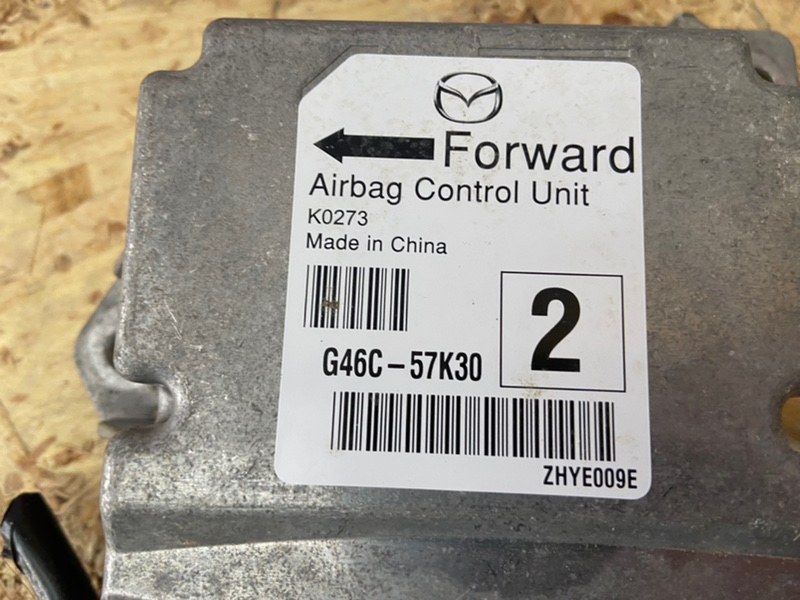 Forward
Airbag Control Unit
K0273
Made in China
2
G46C-57K30
ZHYE009E